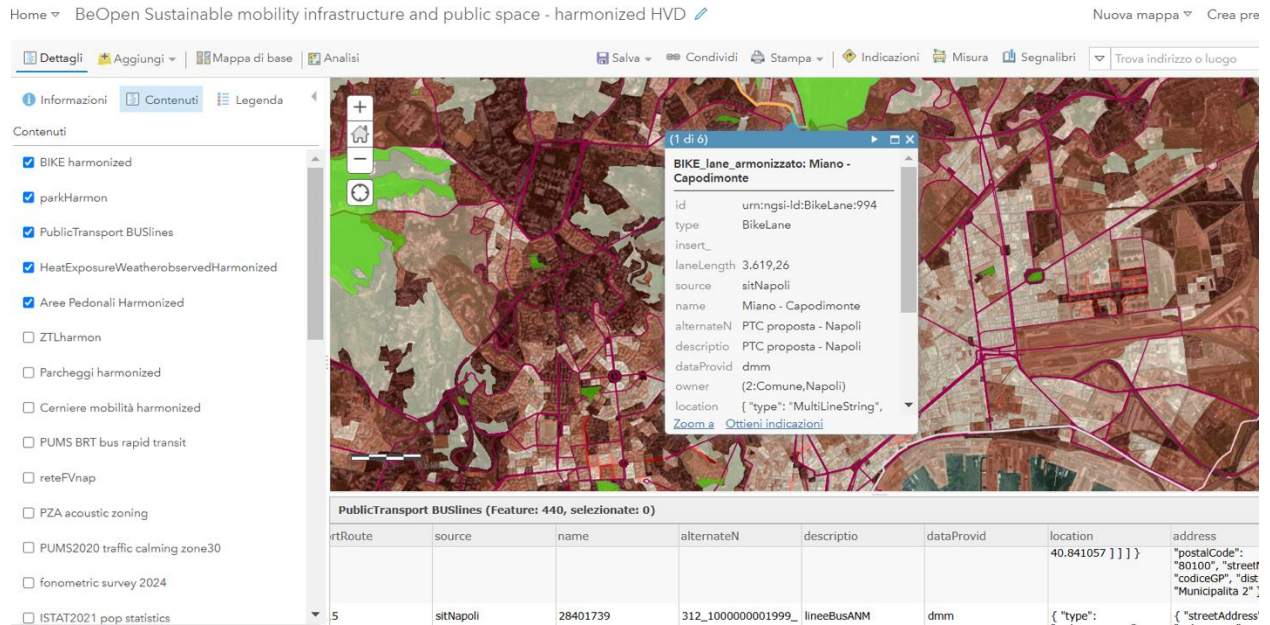 Home BeOpen Sustainable mobility infrastructure and public space - harmonized HVD Nuova mappa Crea pre
Dettagli Aggiungi Mappa di base Analisi Salva Condividi Stampa Indicazioni Misura Segnalibri Trova indirizzo o luogo
Informazioni Contenuti Legenda
Contenuti
BIKE harmonized
parkHarmon
PublicTransport BUSlines
HeatExposureWeatherobservedHarmonized
Aree Pedonali Harmonized
ZTLharmon
Parcheggi harmonized
Cerniere mobilità harmonized
PUMS BRT bus rapid transit
reteFVnap
PZA acoustic zoning
PUMS2020 traffic calming zone30
fonometric survey 2024
ISTAT2021 pop statistics
(1 di 6)
BIKE_lane_armonizzato: Miano -
Capodimonte
id urn:ngsi-ld:BikeLane:994
type BikeLane
insert_
laneLength 3.619,26
source sitNapoli
name Miano - Capodimonte
alternateN PTC proposta - Napoli
descriptio PTC proposta - Napoli
dataProvid dmm
owner (2:Comune,Napoli)
location { "type": "MultiLineString",
Zoom a Ottieni indicazioni
PublicTransport BUSlines (Feature: 440, selezionate: 0)
rtRoute source name alternateN descriptio dataProvid location address
40.841057 ] ] ] } "postalCode":
"80100", "streetN
"codiceGP", "dist
"Municipalita 2"
5 sitNapoli 28401739 312_1000000001999_ lineeBusANM dmm { "type": { "streetAddress"